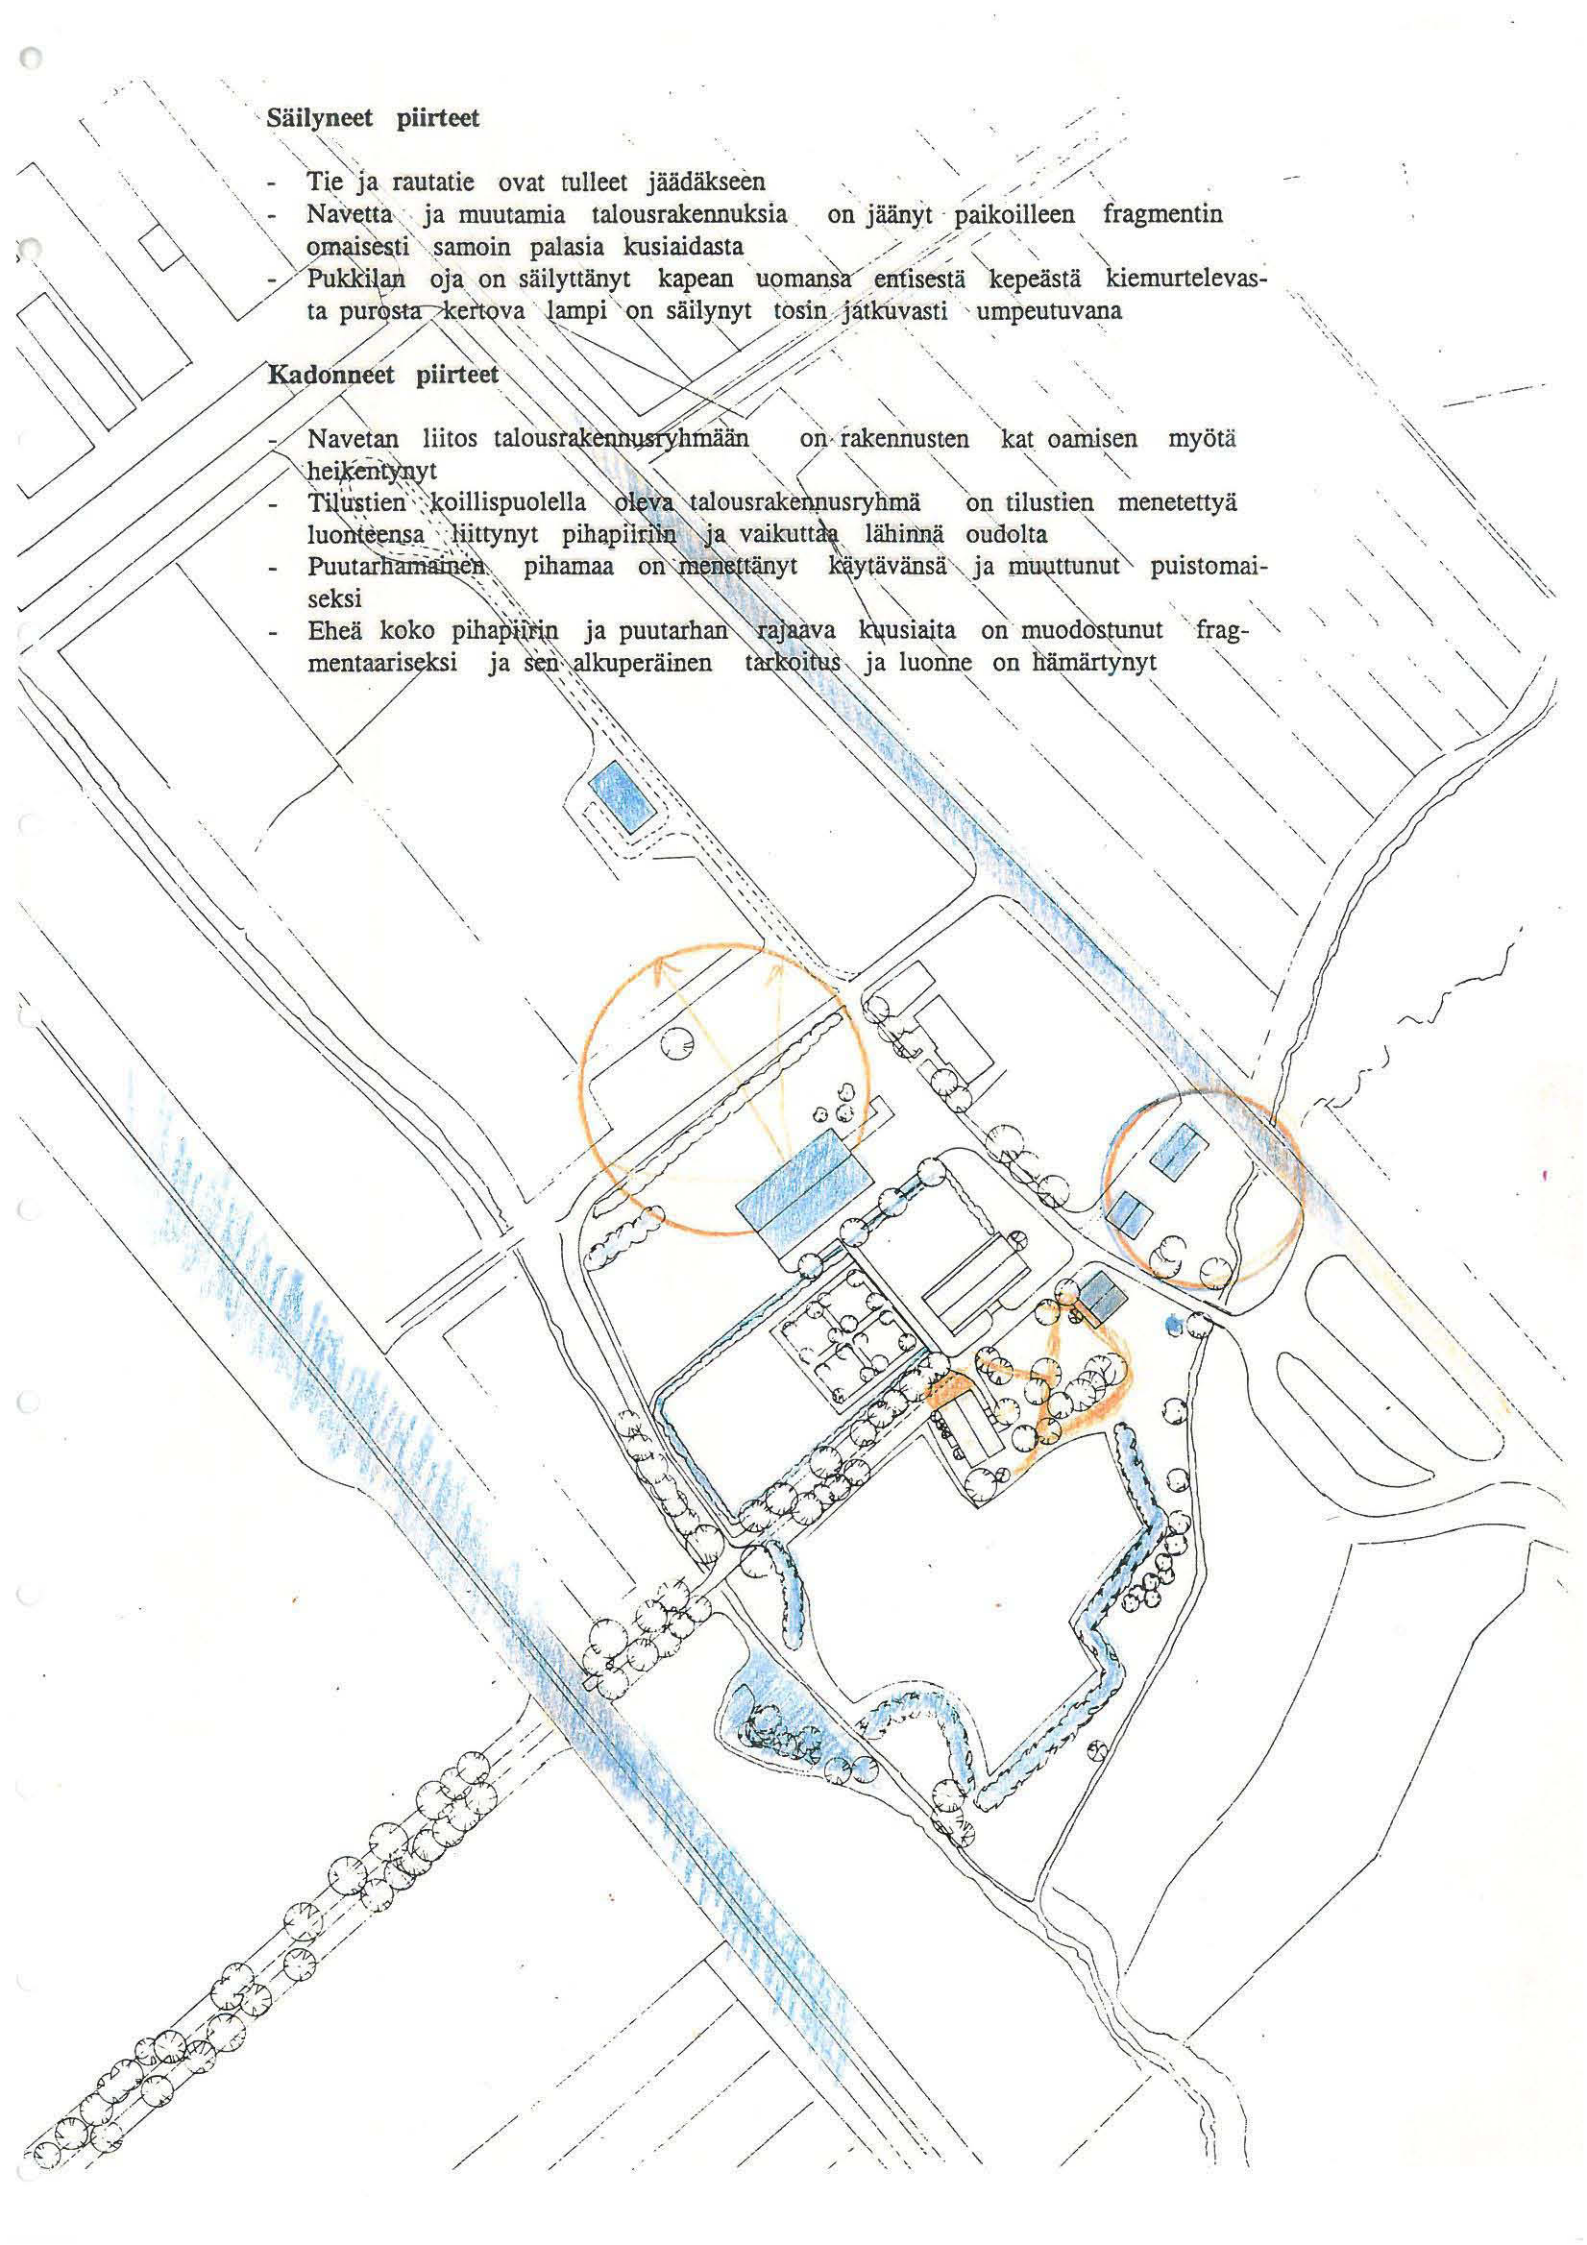 Säilyneet piirteet
- Tie ja rautatie ovat tulleet jäädäkseen
- Navetta ja muutamia talousrakennuksia on jäänyt paikoilleen fragmentin
omaisesti samoin palasia kusiaidasta
- Pukkilan oja on säilyttänyt kapean uomansa entisestä kepeästä kiemurtelevas-
ta purosta kertova lampi on säilynyt tosin jatkuvasti umpeutuvana
Kadonneet piirteet
- Navetan liitos talousrakennusryhmään on rakennusten kat oamisen myötä
heikentynyt
- Tilustien koillispuolella oleva talousrakennusryhmä on tilustien menetettyä
luonteensa liittynyt pihapiiriin ja vaikuttaa lähinnä oudolta
- Puutarhamainen pihamaa on menettänyt käytävänsä ja muuttunut puistomai-
seksi
- Eheä koko pihapiirin ja puutarhan rajaava kuusiaita on muodostunut frag-
mentaariseksi ja sen alkuperäinen tarkoitus ja luonne on hämärtynyt